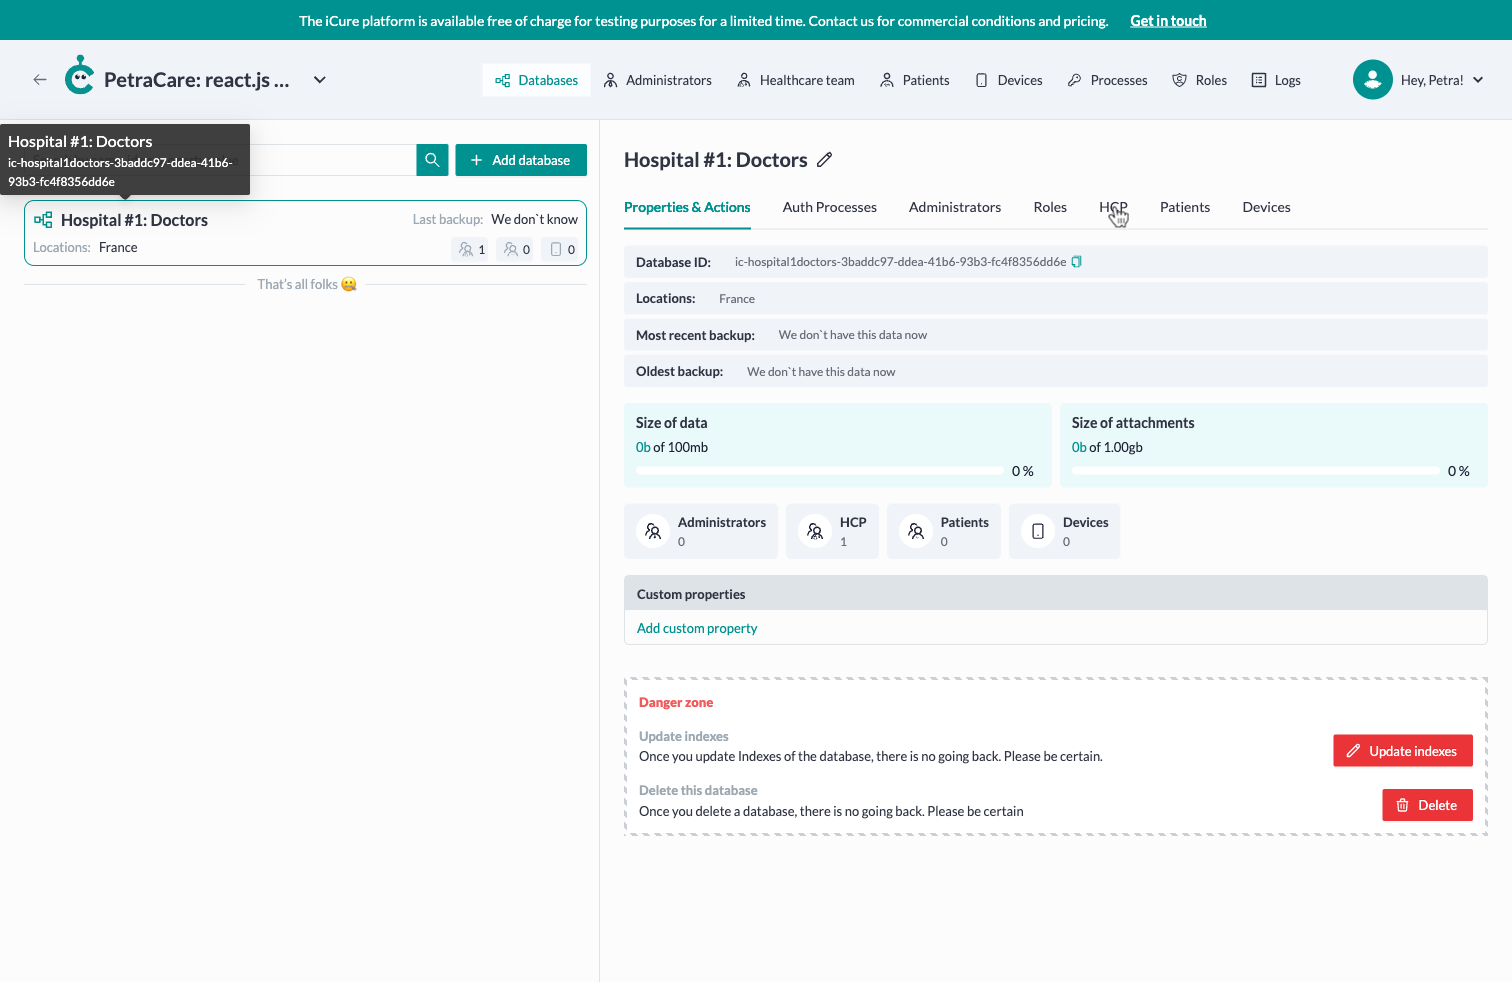 The iCure platform is available free of charge for testing purposes for a limited time. Contact us for commercial conditions and pricing. Get in touch
PetraCare: react.js ...
Databases
Administrators
Healthcare team
Patients
Devices
Processes
Roles
Logs
Hey, Petra!
Hospital #1: Doctors
ic-hospital1doctors-3baddc97-ddea-41b6-
93b3-fc4f8356dd6e
Add database
Hospital #1: Doctors
Last backup: We don`t know
Locations: France
1
0
0
That's all folks
Hospital #1: Doctors
Properties & Actions
Auth Processes
Administrators
Roles
HCP
Patients
Devices
Database ID: ic-hospital1doctors-3baddc97-ddea-41b6-93b3-fc4f8356dd6e
Locations: France
Most recent backup: We don`t have this data now
Oldest backup: We don`t have this data now
Size of data
0b of 100mb
0 %
Size of attachments
0b of 1.00gb
0 %
Administrators
0
HCP
1
Patients
0
Devices
0
Custom properties
Add custom property
Danger zone
Update indexes
Once you update Indexes of the database, there is no going back. Please be certain.
Update indexes
Delete this database
Once you delete a database, there is no going back. Please be certain
Delete